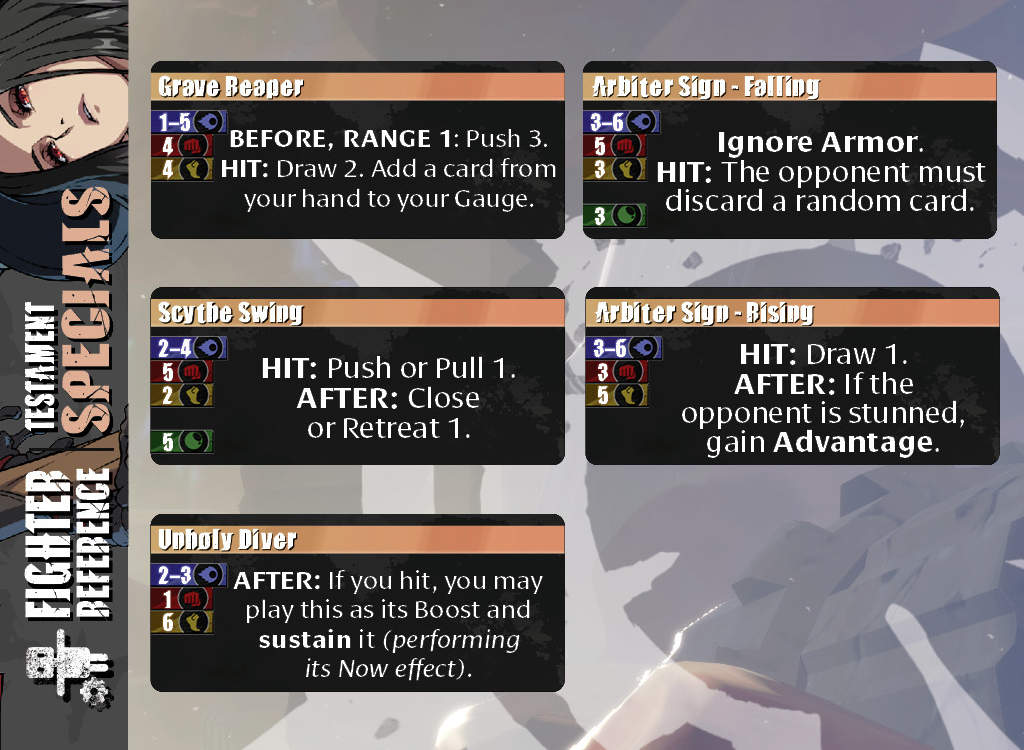 FIGHTER
REFERENCE
TESTAMENT
SPECIALS
Grave Reaper
1–5
4
4
BEFORE, RANGE 1: Push 3.
HIT: Draw 2. Add a card from
your hand to your Gauge.
Arbiter Sign - Falling
3–6
5
3
3
Ignore Armor.
HIT: The opponent must
discard a random card.
Scythe Swing
2–4
5
2
5
HIT: Push or Pull 1.
AFTER: Close
or Retreat 1.
Arbiter Sign - Rising
3–6
3
5
HIT: Draw 1.
AFTER: If the
opponent is stunned,
gain Advantage.
Unholy Diver
2–3
1
6
AFTER: If you hit, you may
play this as its Boost and
sustain it (performing
its Now effect).